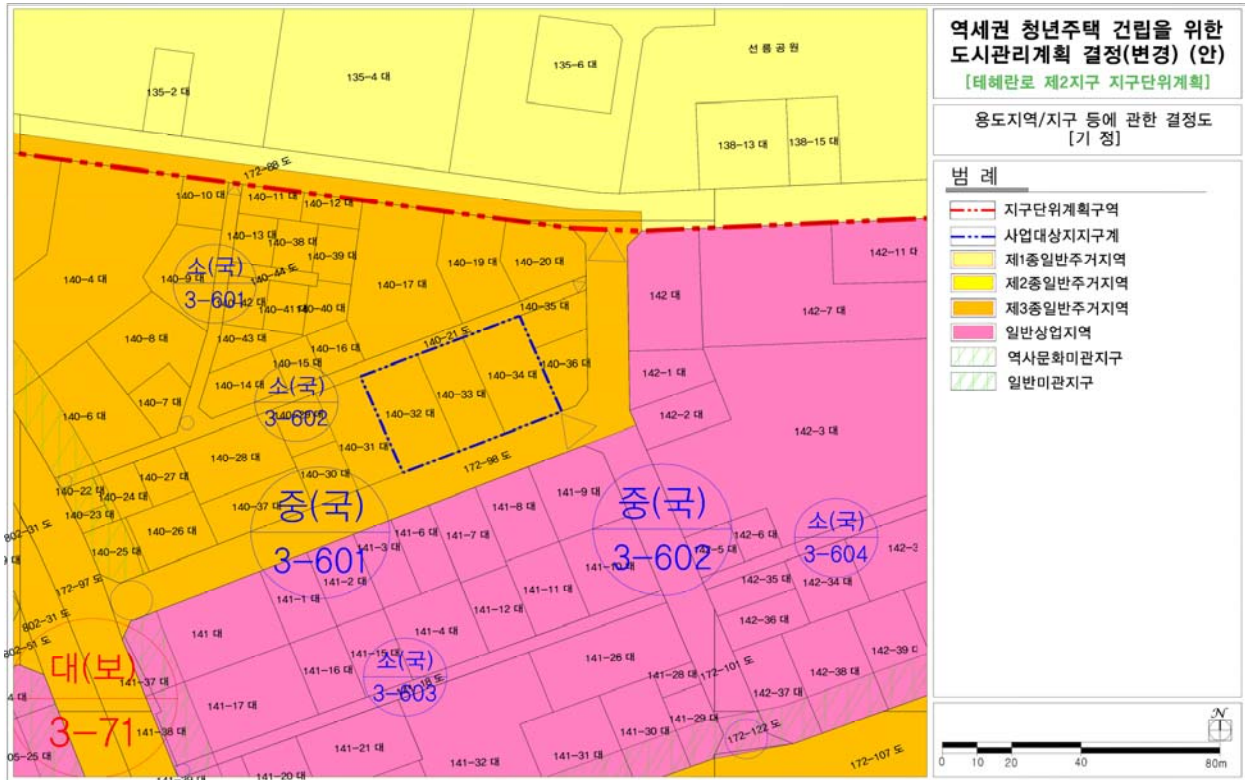 역세권 청년주택 건립을 위한
도시관리계획 결정(변경) (안)
[테헤란로 제2지구 지구단위계획]
용도지역/지구 등에 관한 결정도
[기 정]
범 례
지구단위계획구역
사업대상지지구계
제1종일반주거지역
제2종일반주거지역
제3종일반주거지역
일반상업지역
역사문화미관지구
일반미관지구
N
0 10 20 40 80m
선릉공원
135-6 대
135-4 대
135-2 대
138-13 대
138-15 대
172-88 도
140-10 대
140-11 대
140-12 대
140-13 대
140-38 대
140-39 대
140-19 대
140-20 대
142-11 대
소(국)
3-601
140-4 대
140-9 대
140-44 도
140-17 대
142 대
142-7 대
140-40 대
140-35 대
140-8 대
140-43 대
140-16 대
140-21 도
140-15 대
140-36 대
140-14 대
140-34 대
142-1 대
140-7 대
소(국)
3-602
140-33 대
140-6 대
140-32 대
142-2 대
142-3 대
140-31 대
140-28 대
172-98 도
140-27 대
140-30 대
140-22 대
140-24 대
140-37 대
140-23 대
140-26 대
140-25 대
중(국)
3-601
141-9 대
141-8 대
중(국)
3-602
소(국)
3-604
802-31 도
141-6 대
141-7 대
142-6 대
141-3 대
142-5 대
141-2 대
141-10 대
142-35 대
142-34 대
172-97 도
141-1 대
141-11 대
141-12 대
142-36 대
802-31 도
802-51 도
141 대
141-4 대
141-15 대
141-26 대
142-39 대
대(보)
3-71
141-37 대
141-16 대
소(국)
3-603
141-28 대
172-101 도
142-38 대
141-17 대
142-37 대
141-38 대
141-29 대
141-30 대
172-122 도
141-21 대
141-31 대
141-32 대
141-20 대
172-107 도